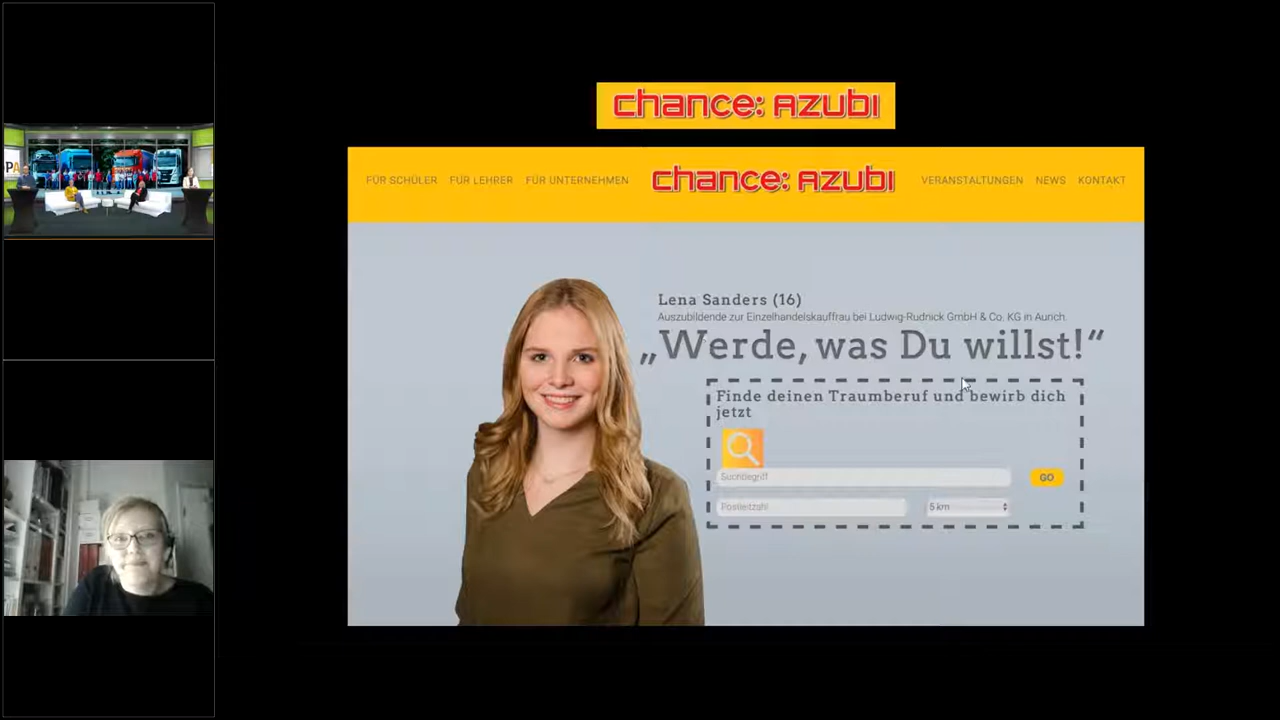 chance: AZUBI
FÜR SCHÜLER FÜR LEHRER FÜR UNTERNEHMEN chance: AZUBI VERANSTALTUNGEN NEWS KONTAKT
Lena Sanders (16)
Auszubildende zur Einzelhandelskauffrau bei Ludwig-Rudnick GmbH & Co. KG in Aurich.
„Werde, was Du willst!“
Finde deinen Traumberuf und bewirb dich
jetzt
Suchbegriff GO
Postleitzahl 5 km